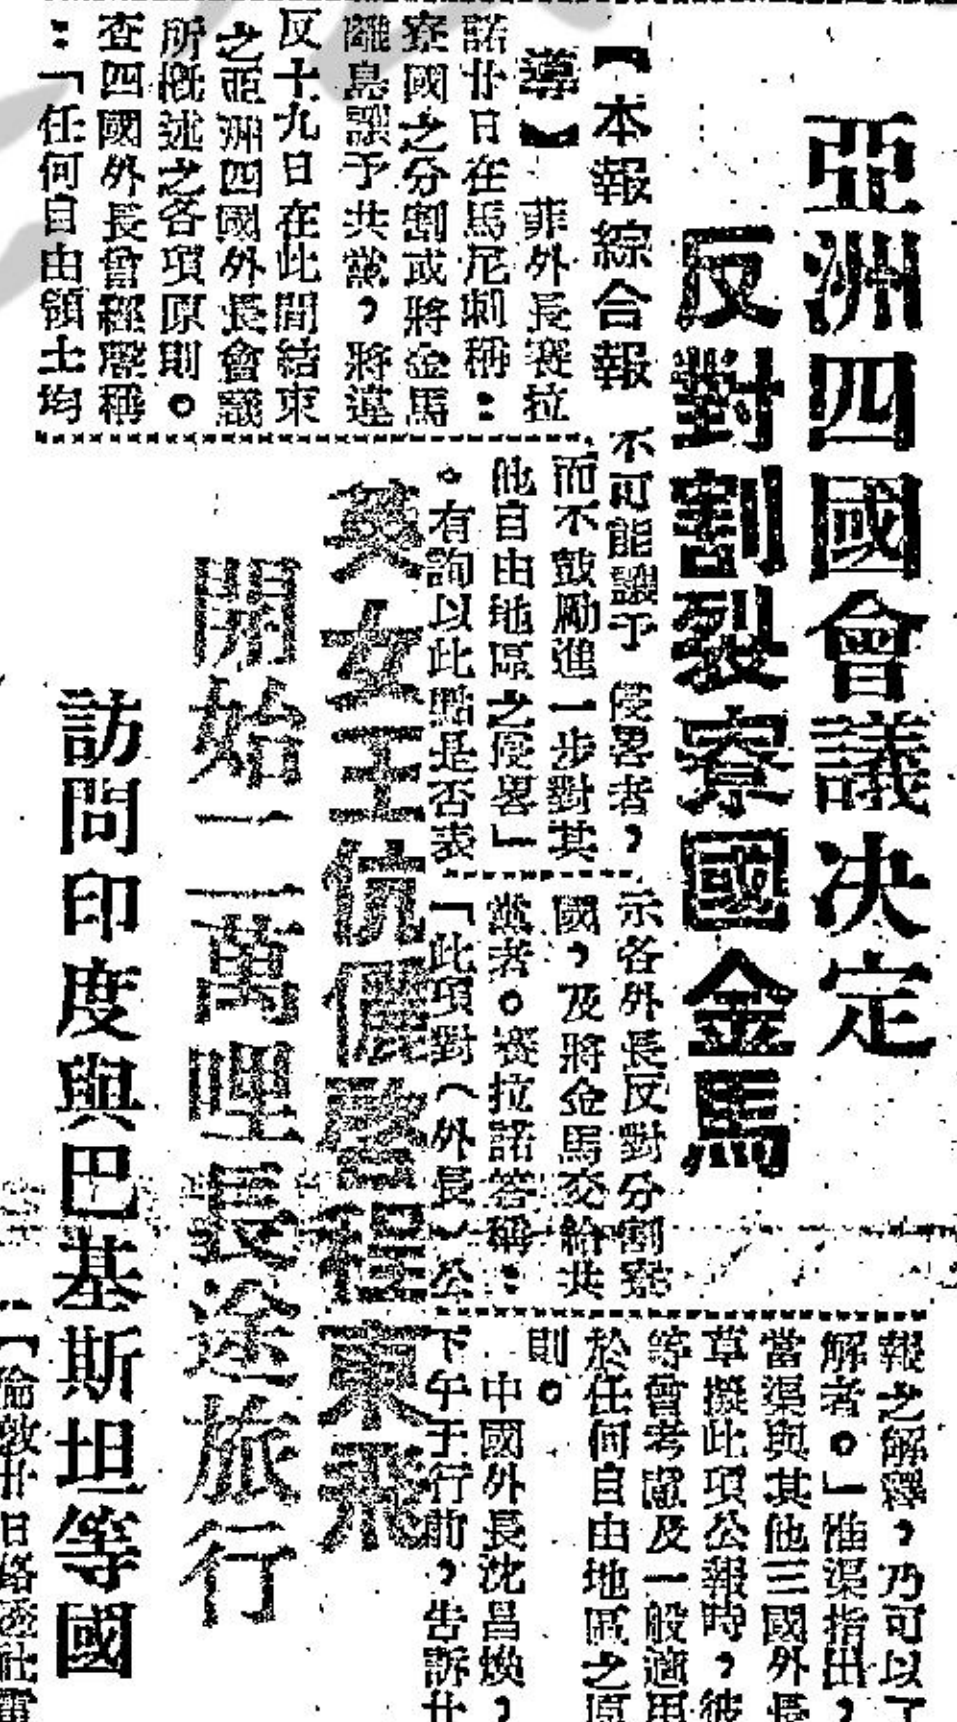 亞洲四國會議決定
反對割裂寮國金馬
【本報綜合報
導】菲外長賽拉
諾廿日在馬尼刺稱：
寮國之分割或將金馬
離島讓予共黨，將違
反十九日在此間結束
之亞洲四國外長會議
所概述之各項原則。
查四國外長曾經聲稱
：「任何自由領土均
不可能讓予侵畧者，
而不鼓勵進一步對其
他自由地區之侵畧」
。有詢以此點是否表
示各外長反對分割寮
國，及將金馬交給共
黨者。賽拉諾答稱：
「此項對（外長）公
報之解釋，乃可以了
解者。」惟渠指出，
當渠與其他三國外長
草擬此項公報時，彼
等曾考慮及一般適用
於任何自由地區之原
則。
中國外長沈昌煥，
下午于行前，告訴廿
英女王伉儷啓程東飛
開始二萬哩長途旅行
訪問印度與巴基斯坦等國
【倫敦廿日路透社電